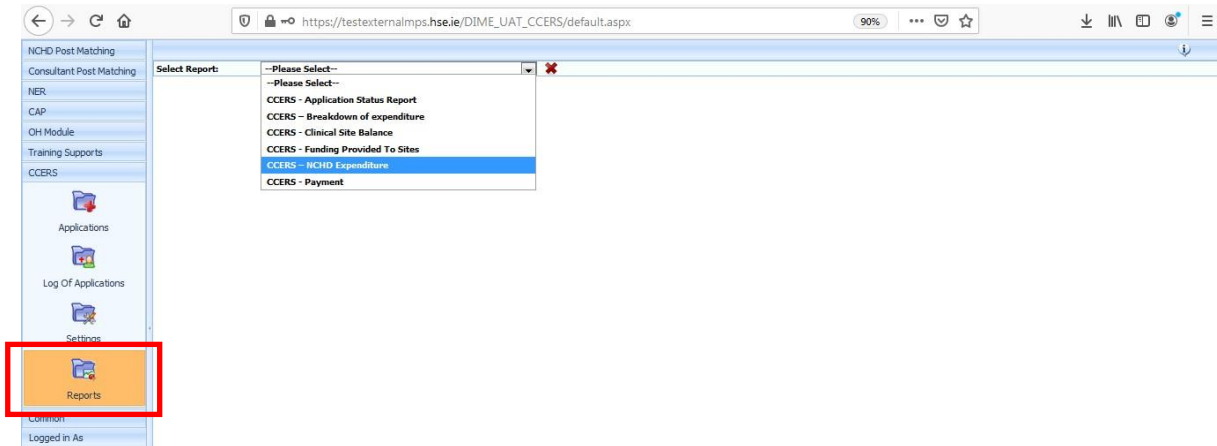 https://testexternalmps.hse.ie/DIME_UAT_CCERS/default.aspx
90%
NCHD Post Matching
Consultant Post Matching
NER
CAP
OH Module
Training Supports
CCERS
Applications
Log Of Applications
Settings
Reports
Common
Logged in As
Select Report:
--Please Select--
--Please Select--
CCERS - Application Status Report
CCERS – Breakdown of expenditure
CCERS - Clinical Site Balance
CCERS - Funding Provided To Sites
CCERS – NCHD Expenditure
CCERS - Payment